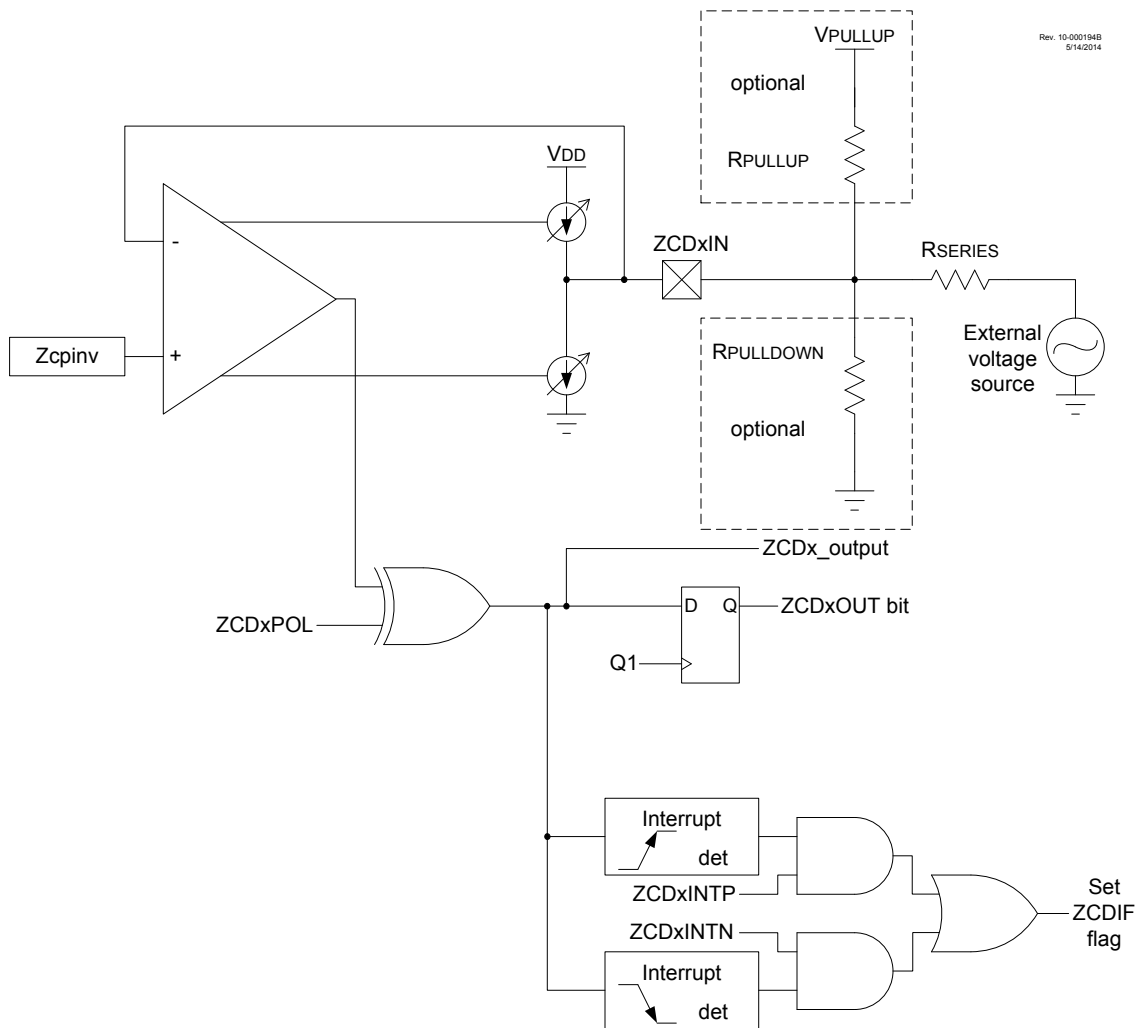 VPULLUP
Rev. 10-000194B
5/14/2014
optional
RPULLUP
VDD
ZCDxIN
RSERIES
-
Zcpinv
+
RPULLDOWN
External
voltage
source
optional
ZCDx_output
D Q
ZCDxOUT bit
ZCDxPOL
Q1
Interrupt
det
ZCDxINTP
Set
ZCDIF
flag
ZCDxINTN
Interrupt
det